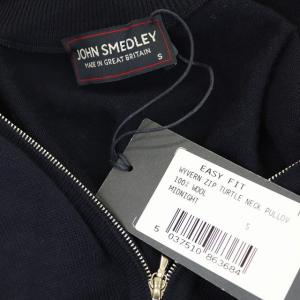 JOHN SMEDLEY
MADE IN GREAT BRITAIN
S
EASY FIT
WYVERN ZIP TURTLE NECK PULLOV
100% WOOL
MIDNIGHT
S
5 037510 863684